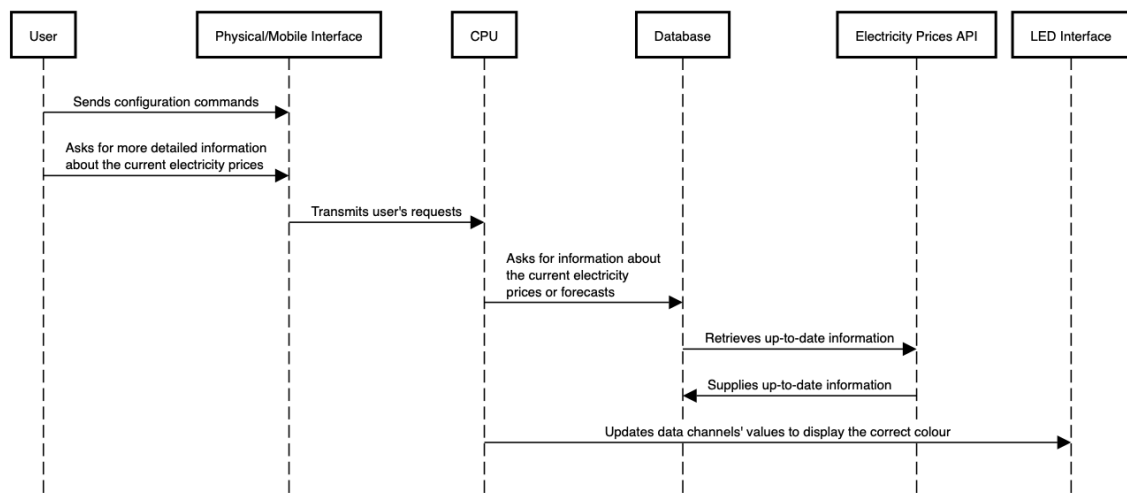 User
Physical/Mobile Interface
CPU
Database
Electricity Prices API
LED Interface
Sends configuration commands
Asks for more detailed information
about the current electricity prices
Transmits user's requests
Asks for information about
the current electricity
prices or forecasts
Retrieves up-to-date information
Supplies up-to-date information
Updates data channels' values to display the correct colour